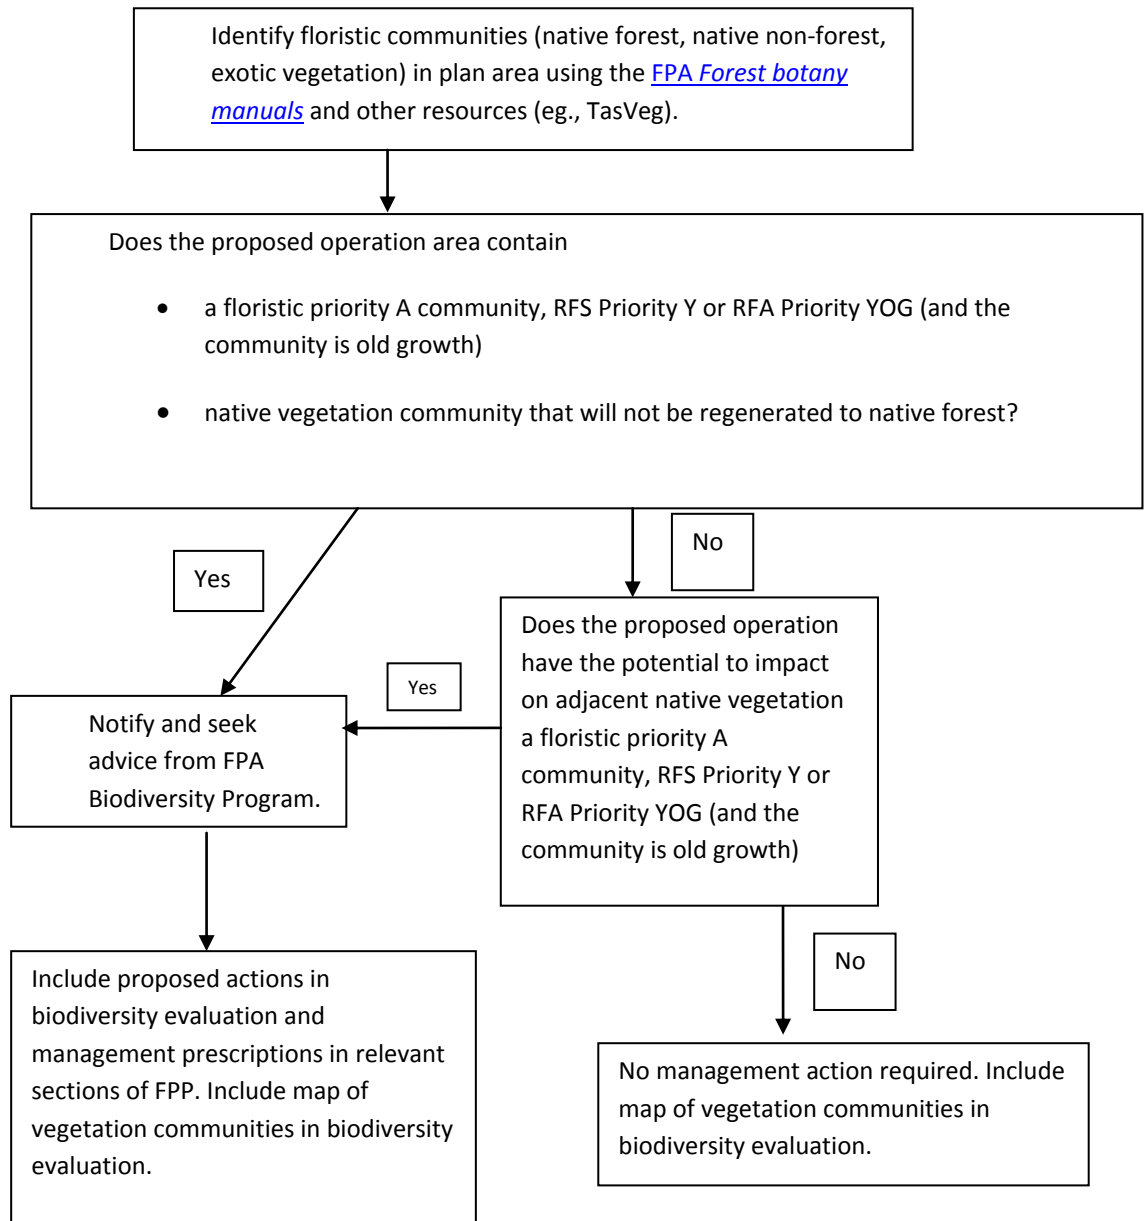 Identify floristic communities (native forest, native non-forest,
exotic vegetation) in plan area using the FPA Forest botany
manuals and other resources (eg., TasVeg).
Does the proposed operation area contain
• a floristic priority A community, RFS Priority Y or RFA Priority YOG (and the
community is old growth)
• native vegetation community that will not be regenerated to native forest?
Yes
No
Does the proposed operation
have the potential to impact
on adjacent native vegetation
a floristic priority A
community, RFS Priority Y or
RFA Priority YOG (and the
community is old growth)
Yes
Notify and seek
advice from FPA
Biodiversity Program.
No
Include proposed actions in
biodiversity evaluation and
management prescriptions in relevant
sections of FPP. Include map of
vegetation communities in biodiversity
evaluation.
No management action required. Include
map of vegetation communities in
biodiversity evaluation.